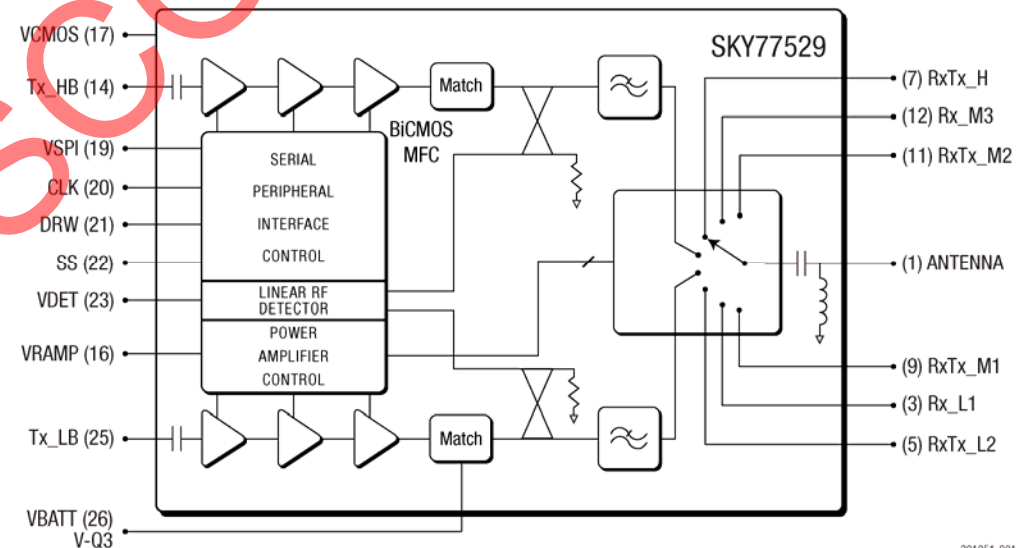 SKY77529
VCMOS (17)
Tx_HB (14)
VSPI (19)
CLK (20)
DRW (21)
SS (22)
VDET (23)
VRAMP (16)
Tx_LB (25)
VBATT (26)
V-Q3
Match
BiCMOS
MFC
SERIAL
PERIPHERAL
INTERFACE
CONTROL
LINEAR RF
DETECTOR
POWER
AMPLIFIER
CONTROL
Match
(7) RxTx_H
(12) Rx_M3
(11) RxTx_M2
(1) ANTENNA
(9) RxTx_M1
(3) Rx_L1
(5) RxTx_L2